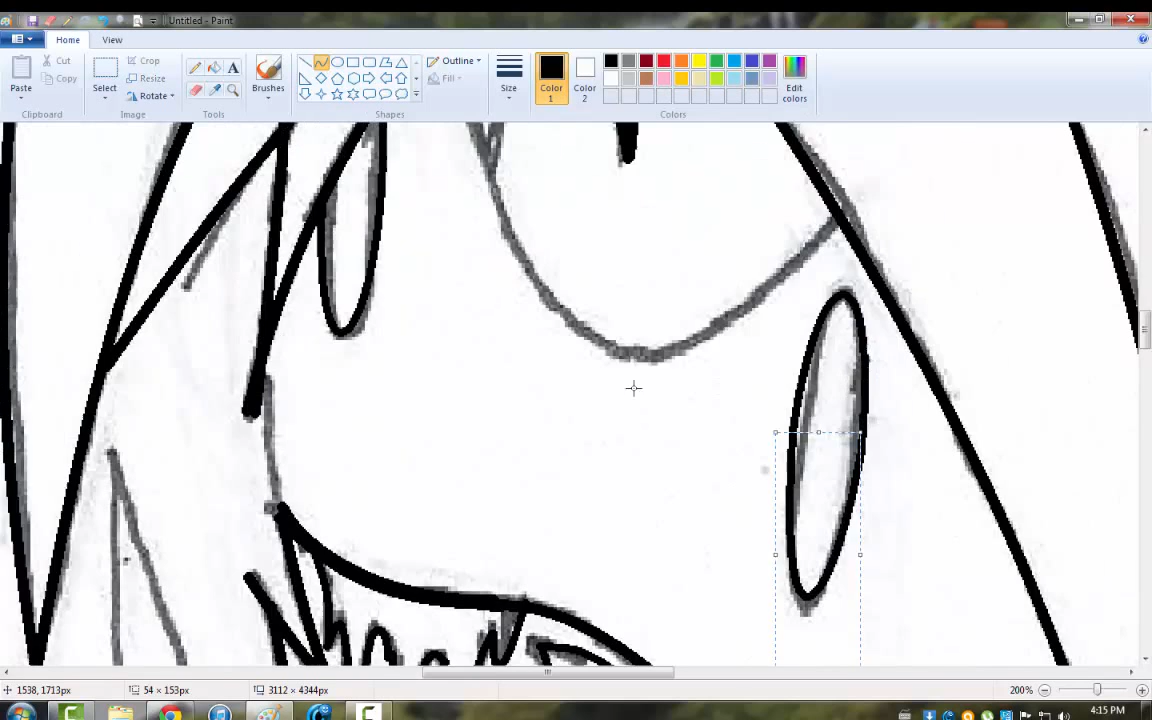 Untitled - Paint
Home View
Paste
Cut
Copy
Clipboard
Select
Crop
Resize
Rotate
Image
A
Tools
Brushes
Outline
Fill
Shapes
Size
Color 1
Color 2
Edit colors
Colors
1538, 1713px
54 × 153px
3112 × 4344px
200%
4:15 PM